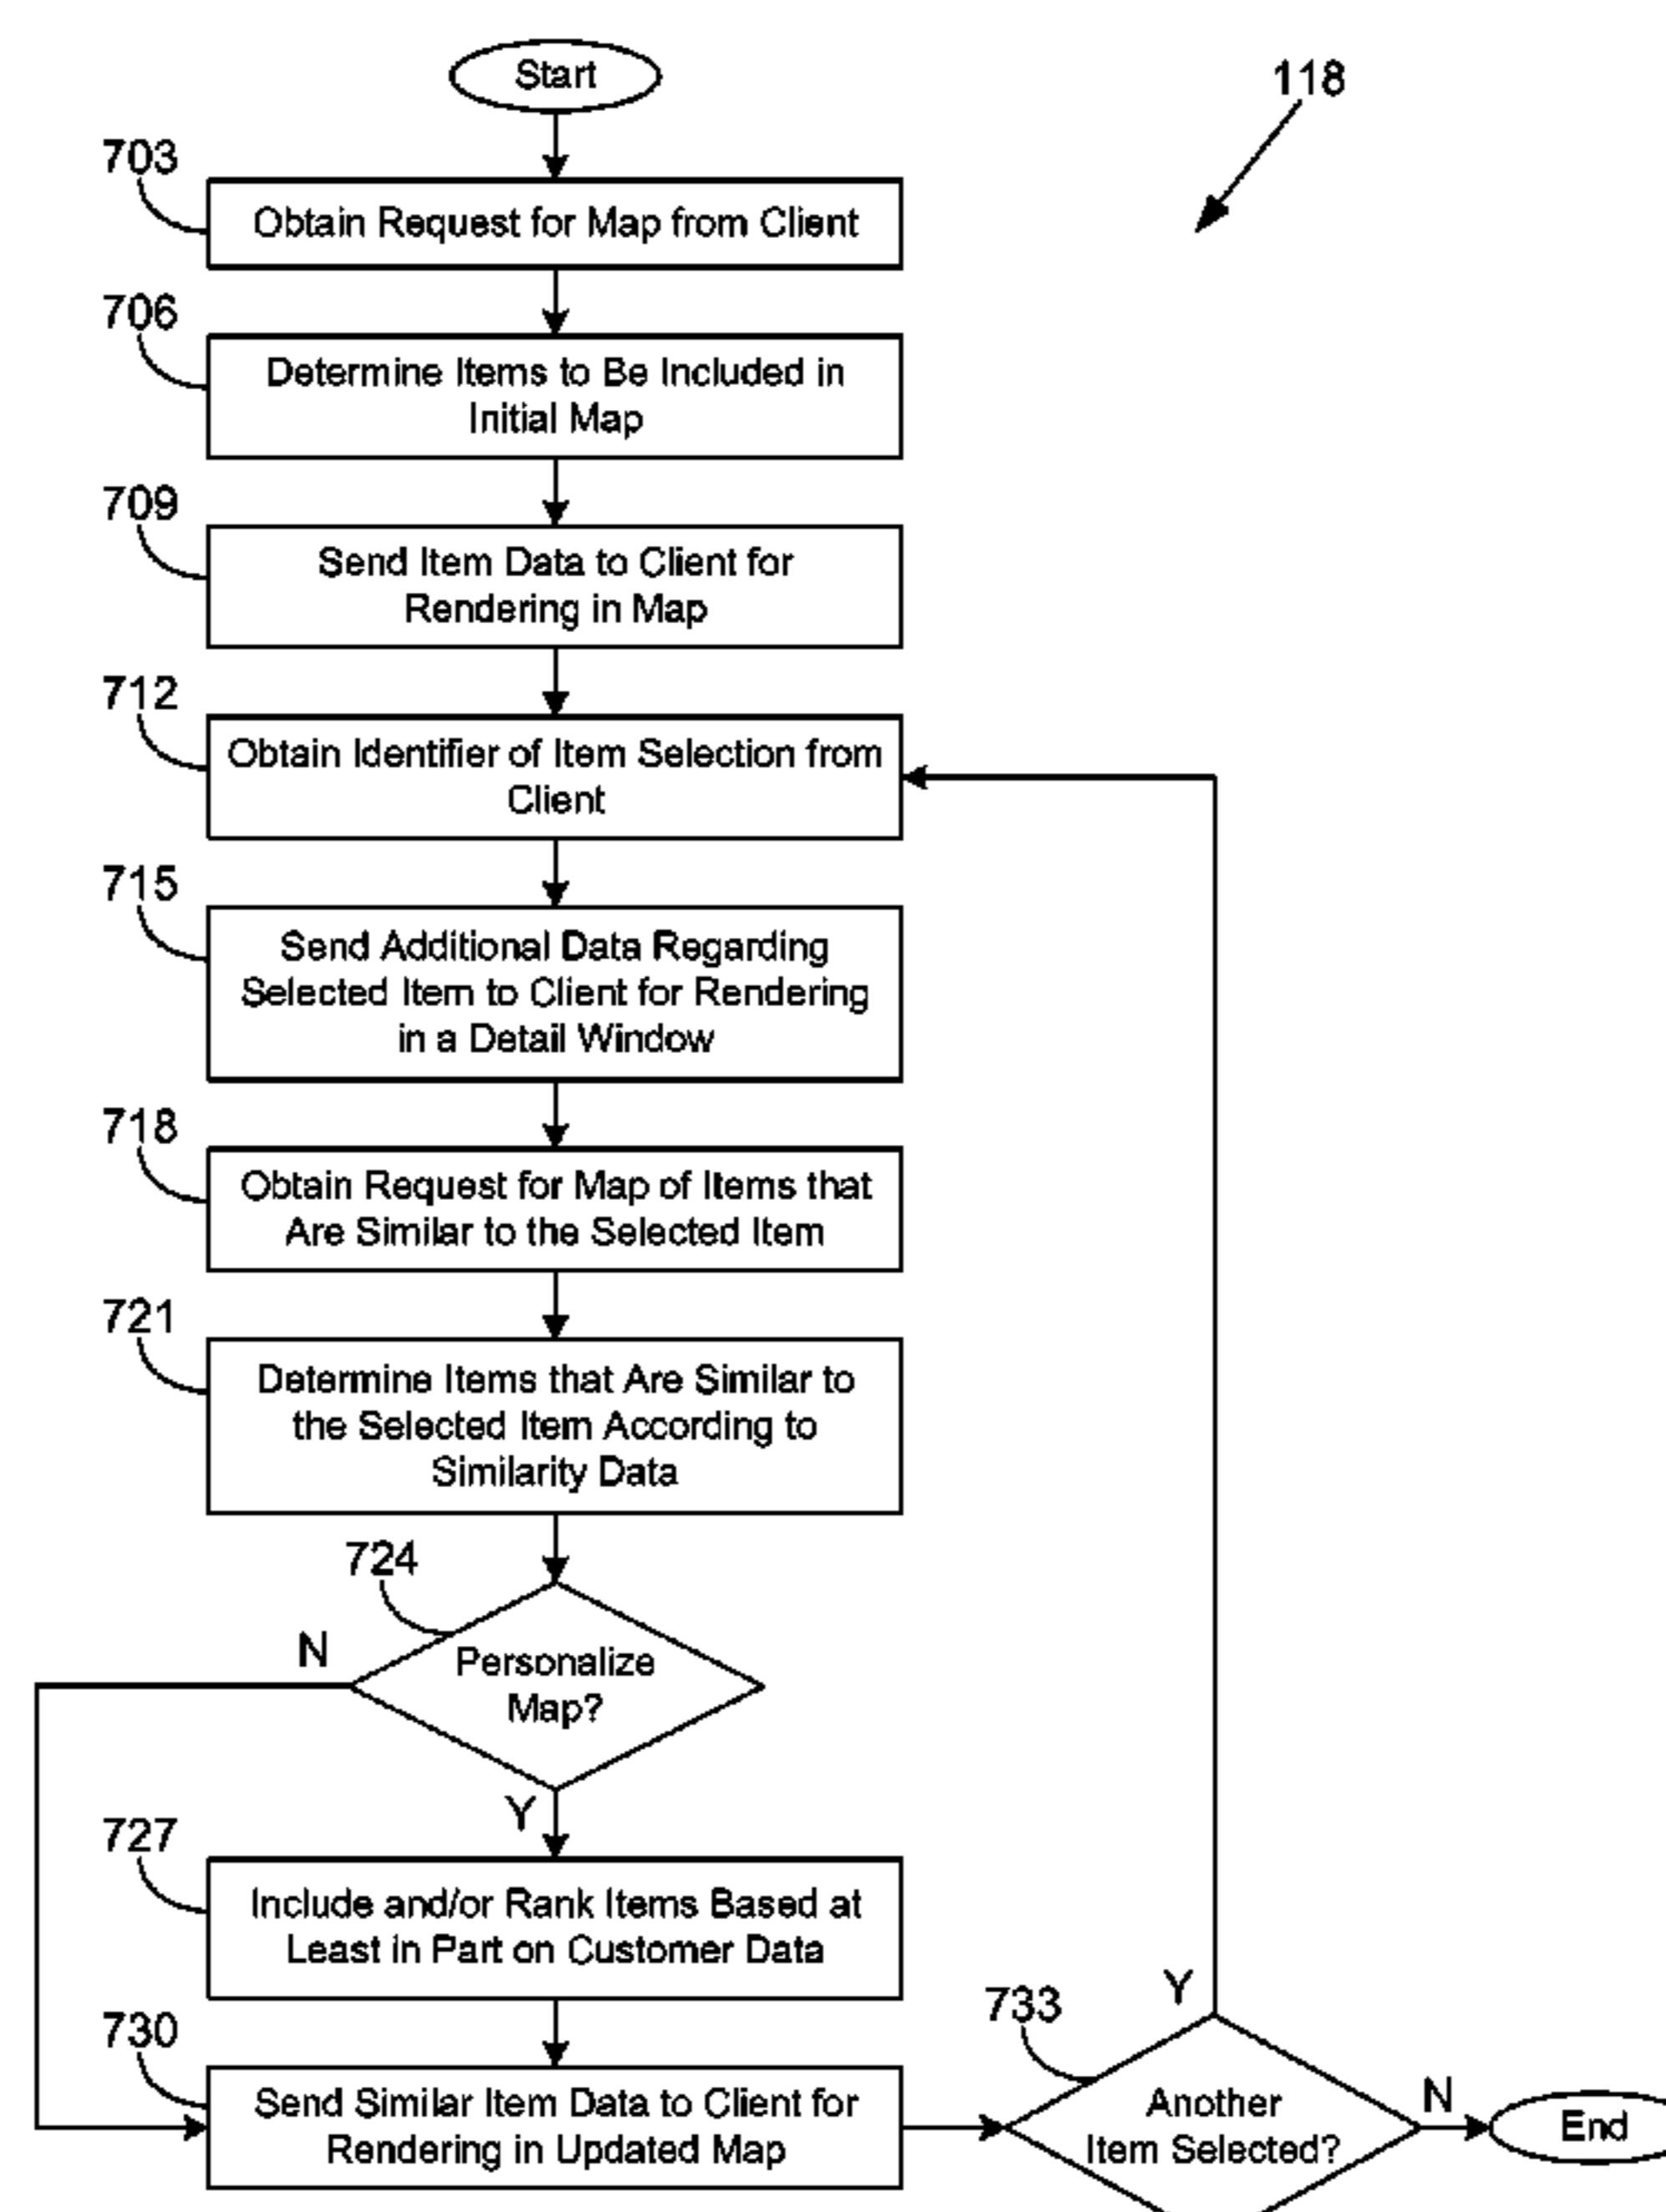 Start
118
703
Obtain Request for Map from Client
706
Determine Items to Be Included in
Initial Map
709
Send Item Data to Client for
Rendering in Map
712
Obtain Identifier of Item Selection from
Client
715
Send Additional Data Regarding
Selected Item to Client for Rendering
in a Detail Window
718
Obtain Request for Map of Items that
Are Similar to the Selected Item
721
Determine Items that Are Similar to
the Selected Item According to
Similarity Data
724
N
Personalize
Map?
Y
727
Include and/or Rank Items Based at
Least in Part on Customer Data
730
Send Similar Item Data to Client for
Rendering in Updated Map
733
Y
Another
Item Selected?
N
End